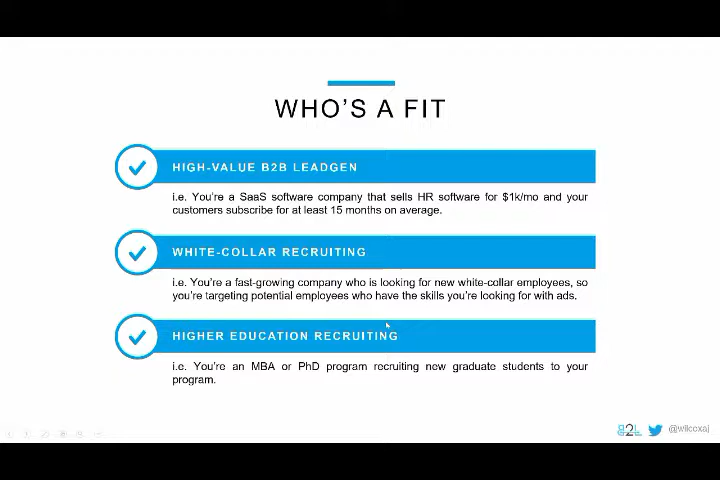 WHO'S A FIT
HIGH-VALUE B2B LEADGEN
i.e. You're a SaaS software company that sells HR software for $1k/mo and your
customers subscribe for at least 15 months on average.
WHITE-COLLAR RECRUITING
i.e. You're a fast-growing company who is looking for new white-collar employees, so
you're targeting potential employees who have the skills you're looking for with ads.
HIGHER EDUCATION RECRUITING
i.e. You're an MBA or PhD program recruiting new graduate students to your
program.
@wilcoxaj